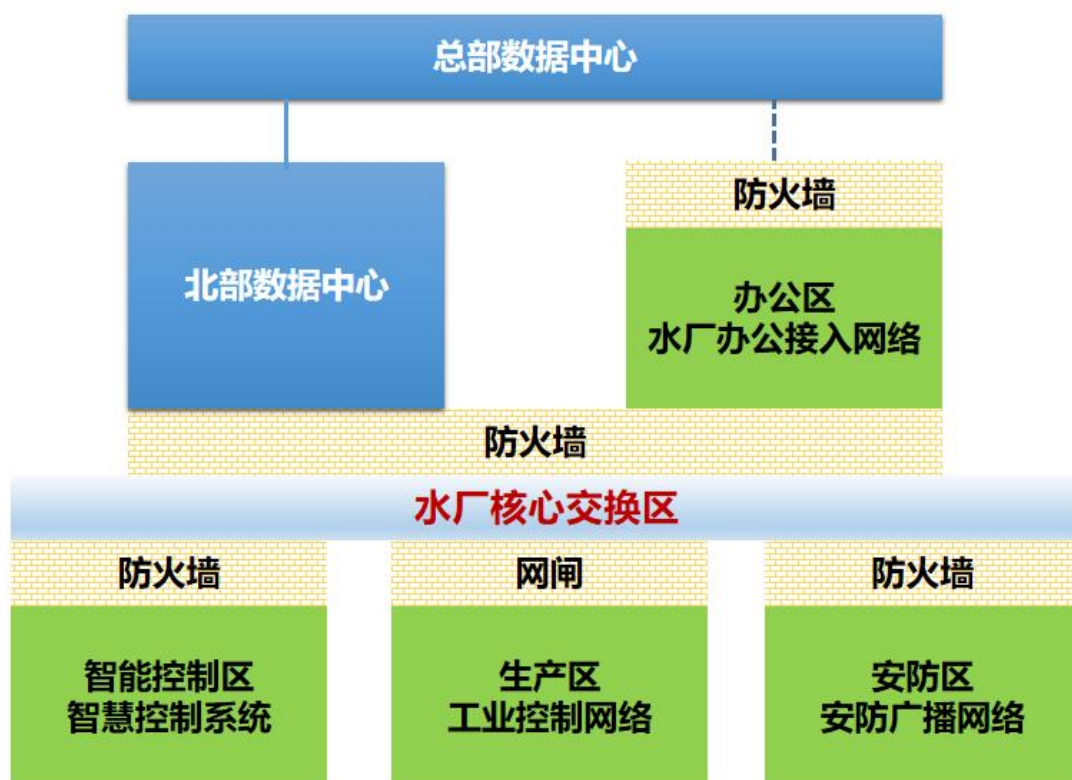 总部数据中心
防火墙
北部数据中心
办公区
水厂办公接入网络
防火墙
水厂核心交换区
防火墙
网闸
防火墙
智能控制区
智慧控制系统
生产区
工业控制网络
安防区
安防广播网络